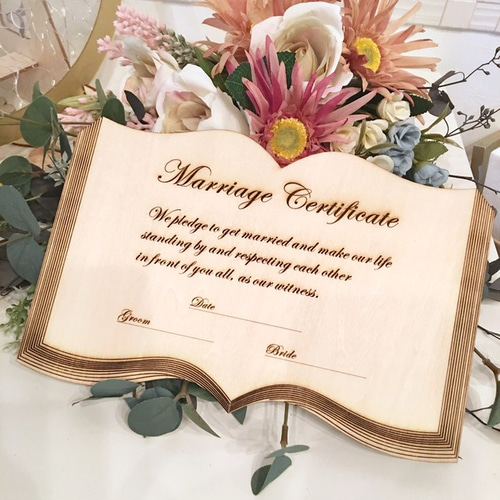 Marriage Certificate
We pledge to get married and make our life
standing by and respecting each other
in front of you all, as our witness.
Date
Groom
Bride